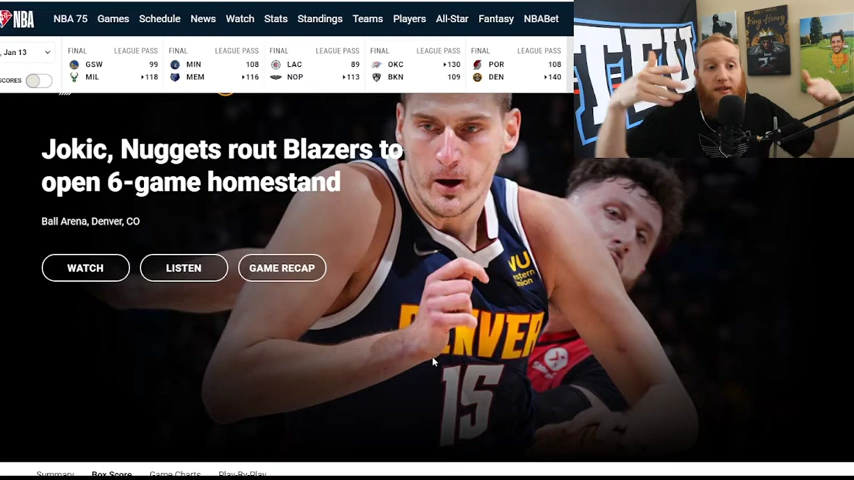 NBA NBA 75 Games Schedule News Watch Stats Standings Teams Players All-Star Fantasy NBABet
, Jan 13
SCORES
FINAL LEAGUE PASS
GSW 99
MIL 118
FINAL LEAGUE PASS
MIN 108
MEM 116
FINAL LEAGUE PASS
LAC 89
NOP 113
FINAL LEAGUE PASS
OKC 130
BKN 109
FINAL LEAGUE PASS
POR 108
DEN 140
Jokic, Nuggets rout Blazers to
open 6-game homestand
Ball Arena, Denver, CO
WATCH LISTEN GAME RECAP
WU
estern
Union
DENVER
15
Summary Box Score Game Charts Play-By-Play